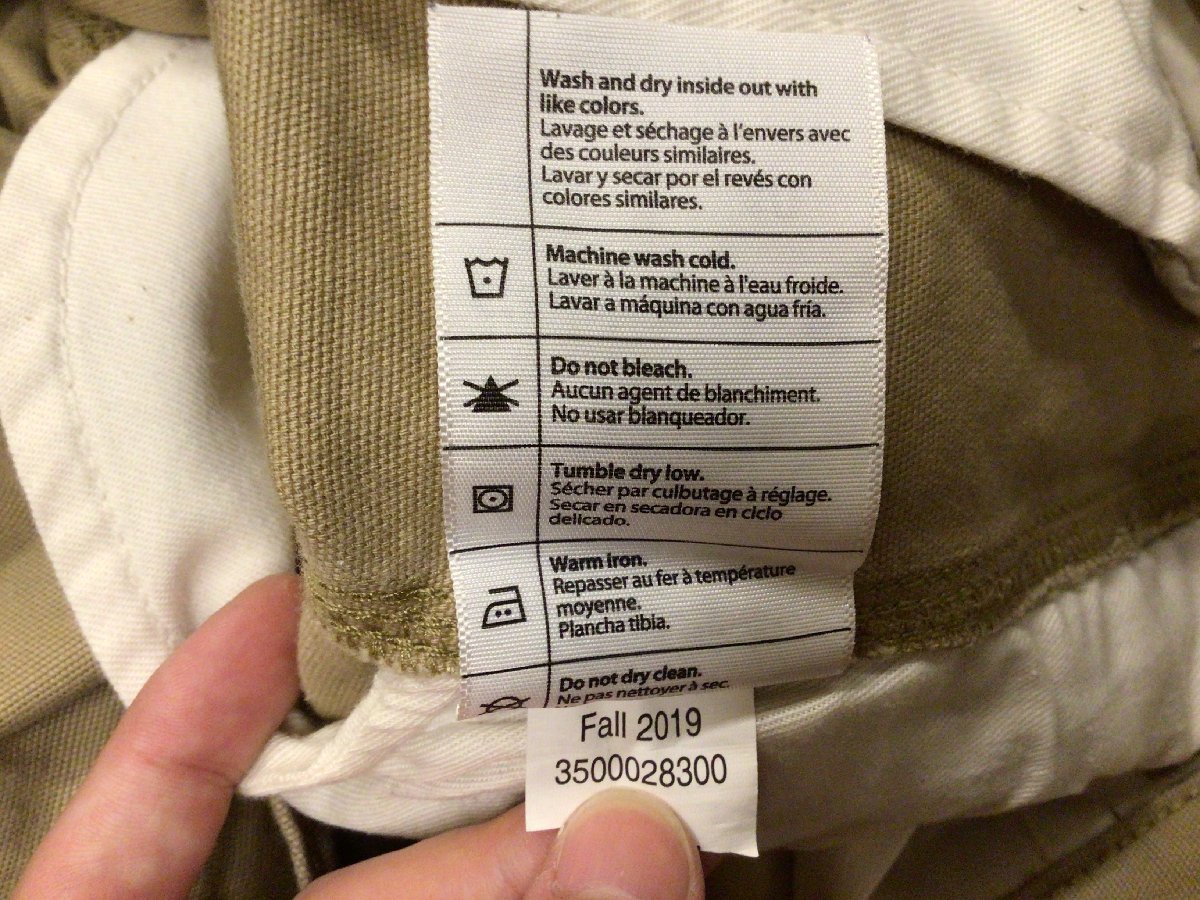 Wash and dry inside out with
like colors.
Lavage et séchage à l'envers avec
des couleurs similaires.
Lavar y secar por el revés con
colores similares.
Machine wash cold.
Laver à la machine à l'eau froide.
Lavar a máquina con agua fría.
Do not bleach.
Aucun agent de blanchiment.
No usar blanqueador.
Tumble dry low.
Sécher par culbutage à réglage.
Secar en secadora en ciclo
delicado.
Warm iron.
Repasser au fer à température
moyenne.
Plancha tibia.
Do not dry clean.
Ne pas nettoyer à sec.
Fall 2019
3500028300